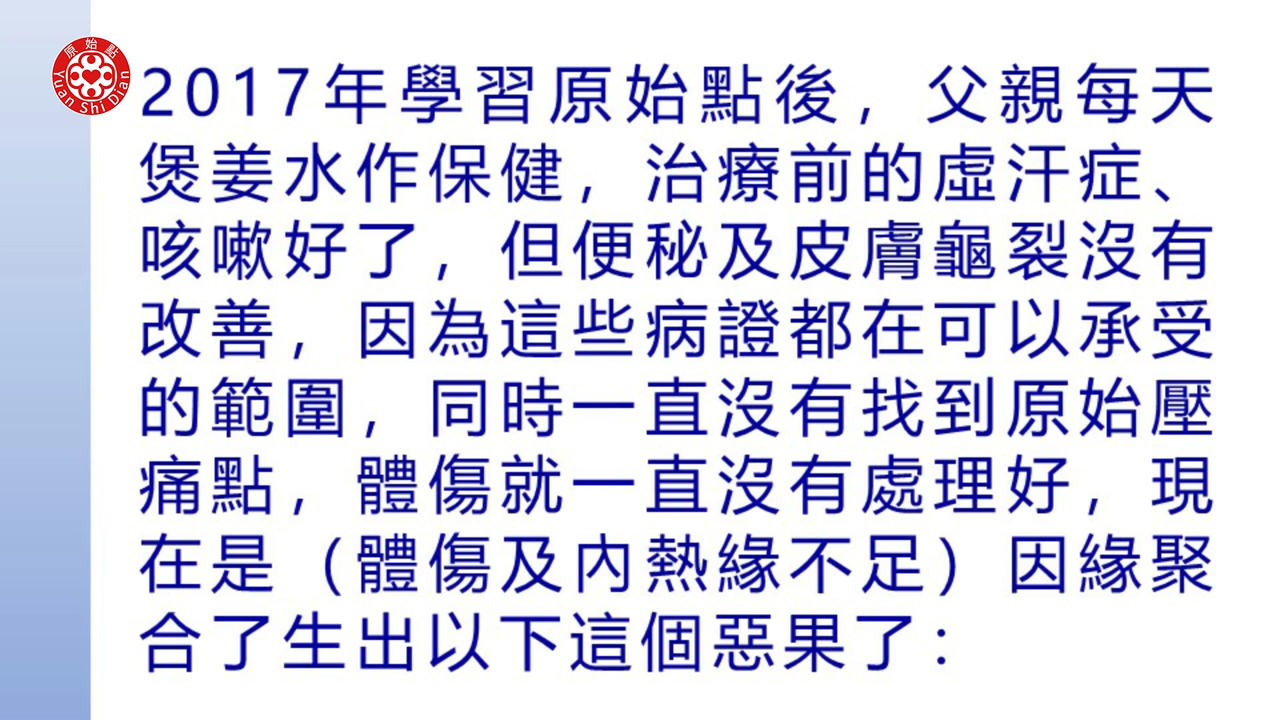 原始點
Yuan Shi Dian
2017年學習原始點後，父親每天
煲姜水作保健，治療前的虛汗症、
咳嗽好了，但便秘及皮膚龜裂沒有
改善，因為這些病證都在可以承受
的範圍，同時一直沒有找到原始壓
痛點，體傷就一直沒有處理好，現
在是（體傷及內熱緣不足）因緣聚
合了生出以下這個惡果了：